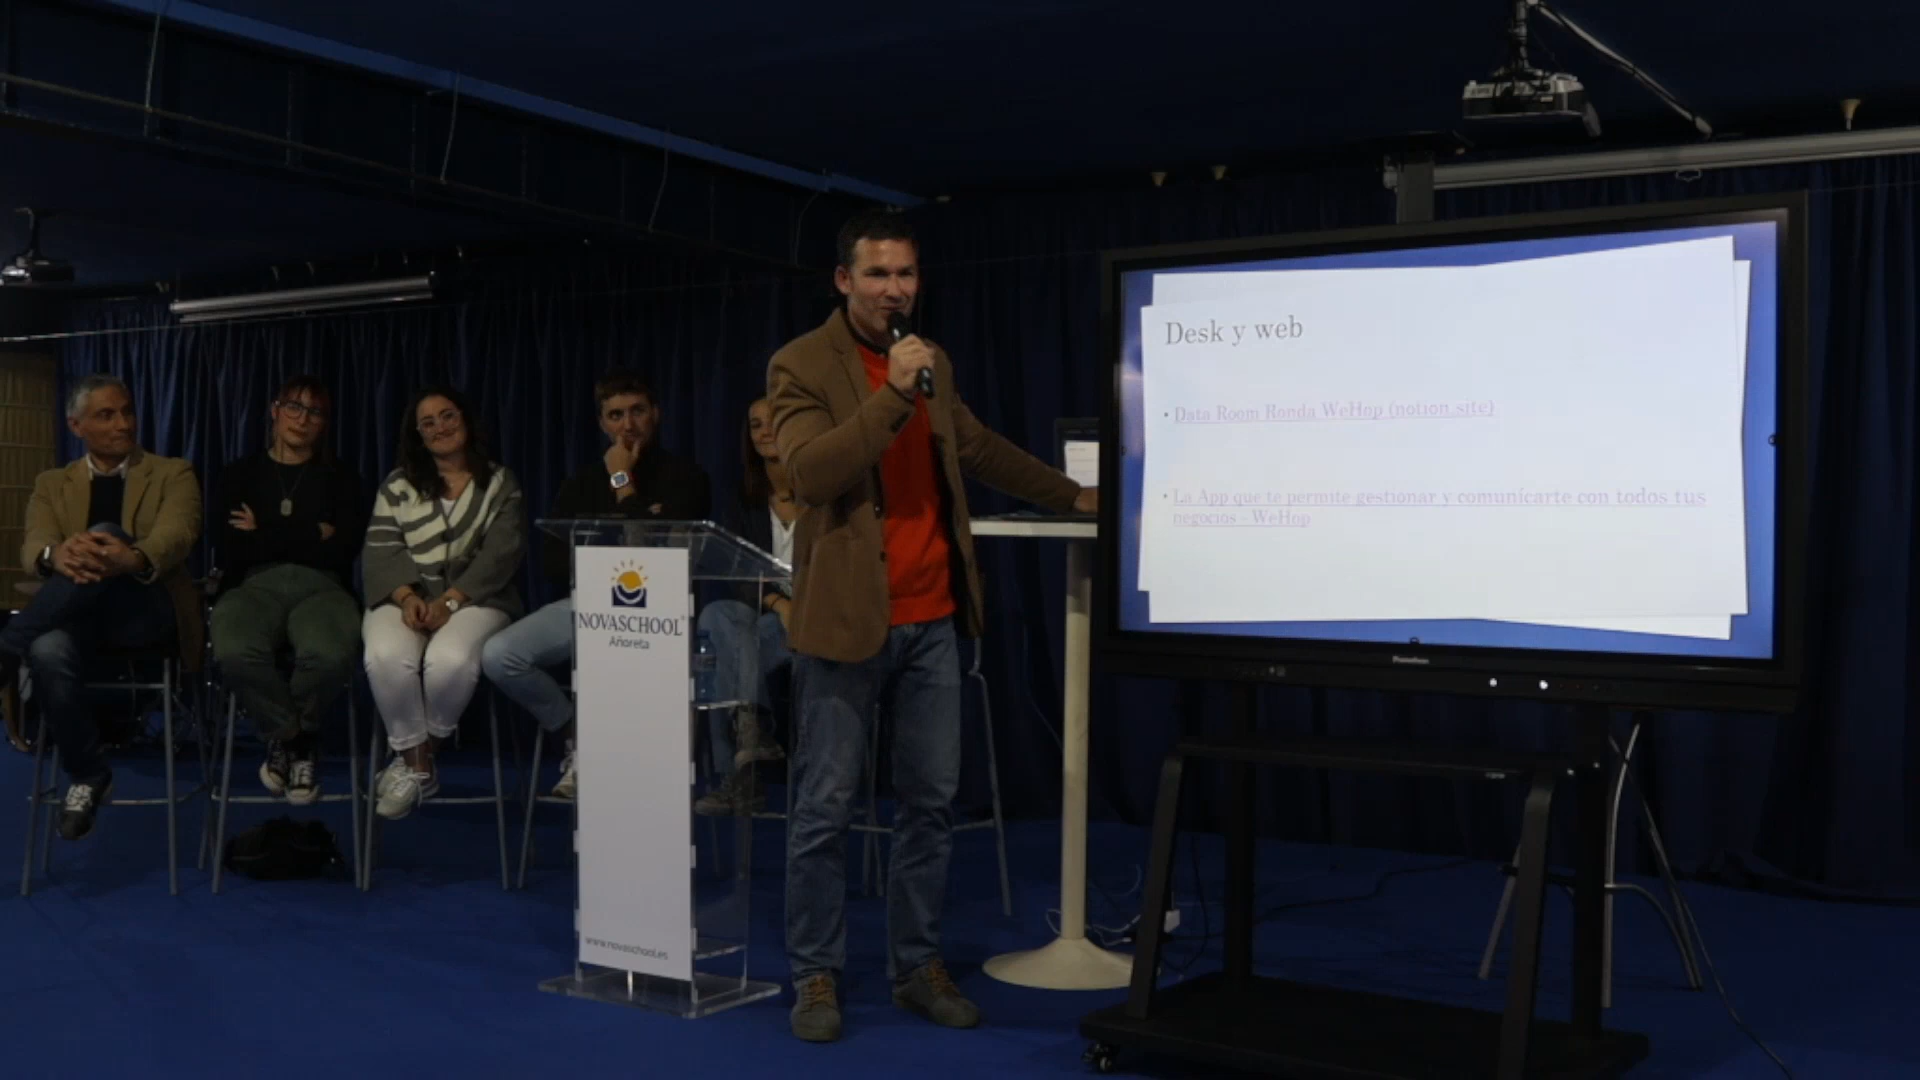 Desk y web
• Data Room Ronda WeHop (notion.site)
• La App que te permite gestionar y comunicarte con todos tus
negocios - WeHop
NOVASCHOOL®
Añoreta
www.novaschool.es
Promethean